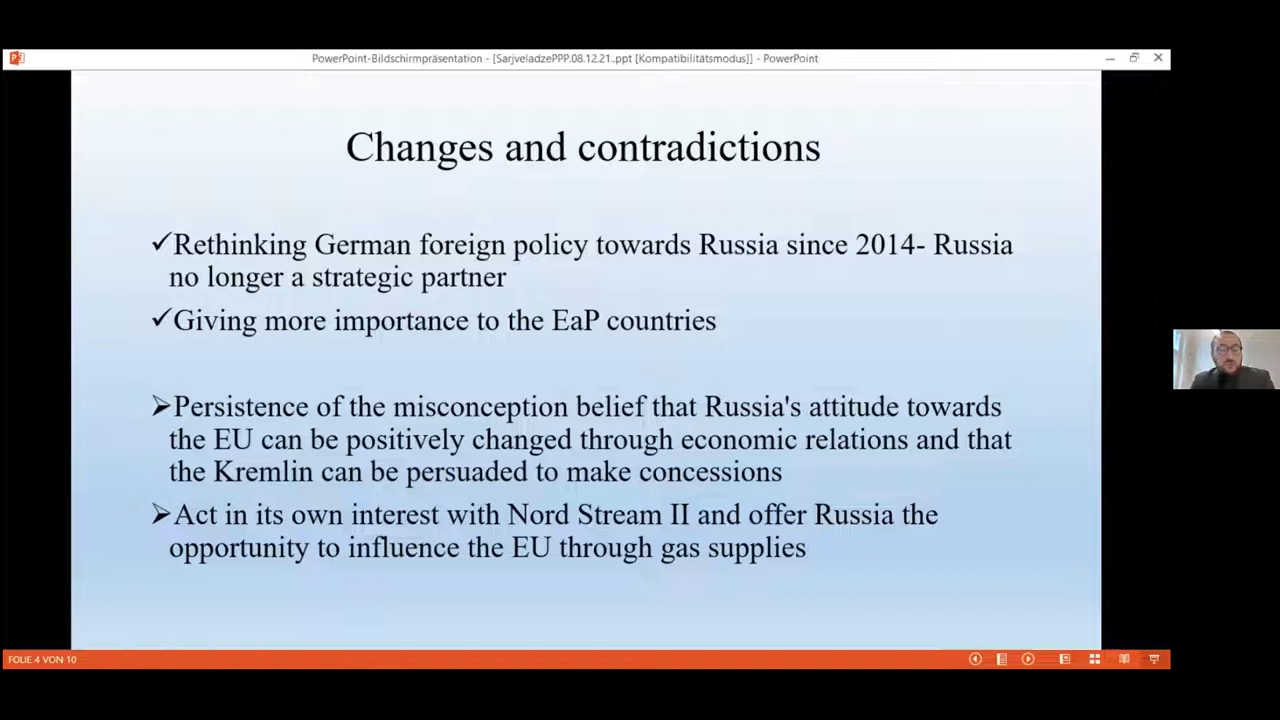 PowerPoint-Bildschirmpräsentation - [SarjveladzePPP.08.12.21..ppt [Kompatibilitätsmodus]] - PowerPoint
Changes and contradictions
✓Rethinking German foreign policy towards Russia since 2014- Russia
no longer a strategic partner
✓Giving more importance to the EaP countries
➢Persistence of the misconception belief that Russia's attitude towards
the EU can be positively changed through economic relations and that
the Kremlin can be persuaded to make concessions
➢Act in its own interest with Nord Stream II and offer Russia the
opportunity to influence the EU through gas supplies
FOLIE 4 VON 10